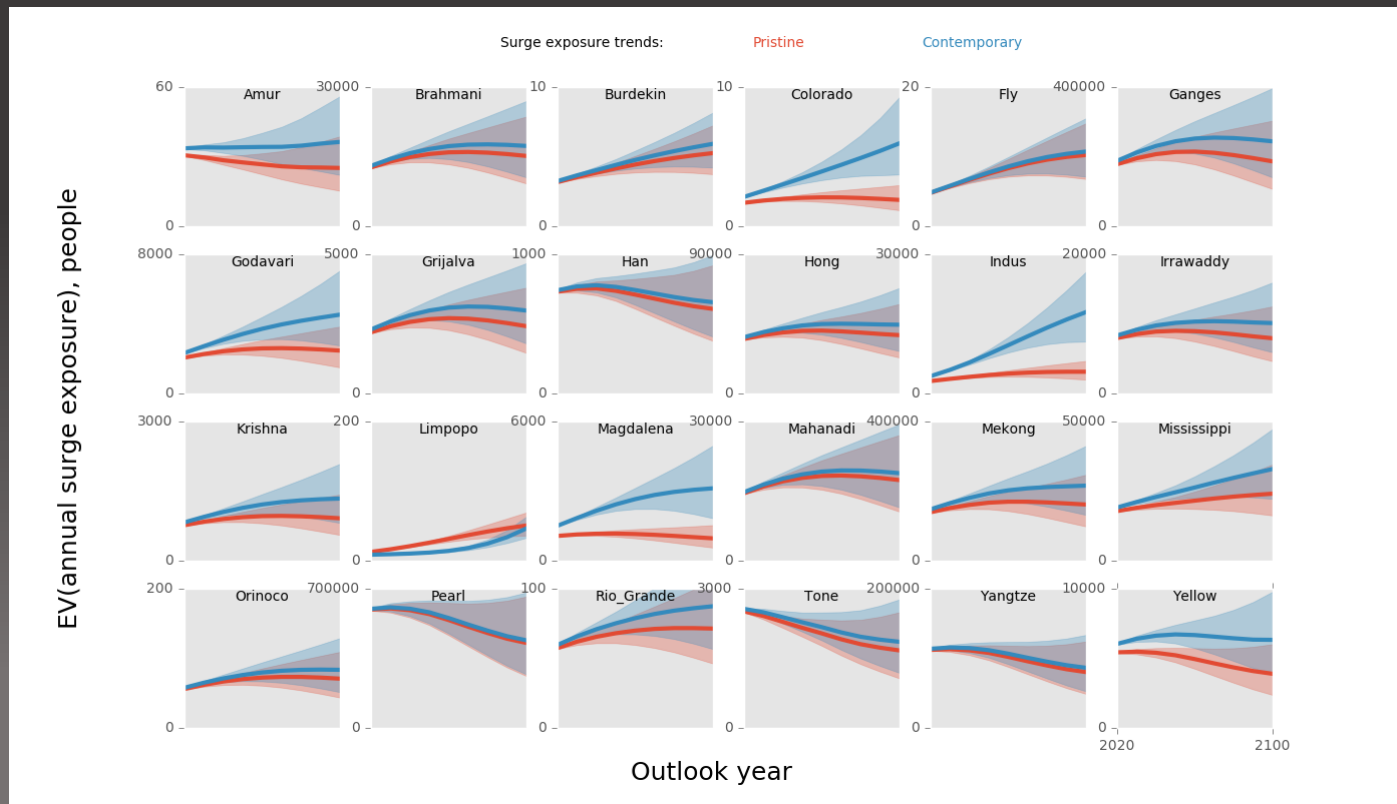 Surge exposure trends: Pristine Contemporary
EV(annual surge exposure), people
60 30000 10 10 20 400000
Amur Brahmani Burdekin Colorado Fly Ganges
0 0 0 0 0 0
8000 5000 1000 90000 30000 20000
Godavari Grijalva Han Hong Indus Irrawaddy
0 0 0 0 0 0
3000 200 6000 30000 400000 50000
Krishna Limpopo Magdalena Mahanadi Mekong Mississippi
0 0 0 0 0 0
200 700000 100 3000 200000 10000
Orinoco Pearl Rio_Grande Tone Yangtze Yellow
0 0 0 0 0 0
2020 2100
Outlook year